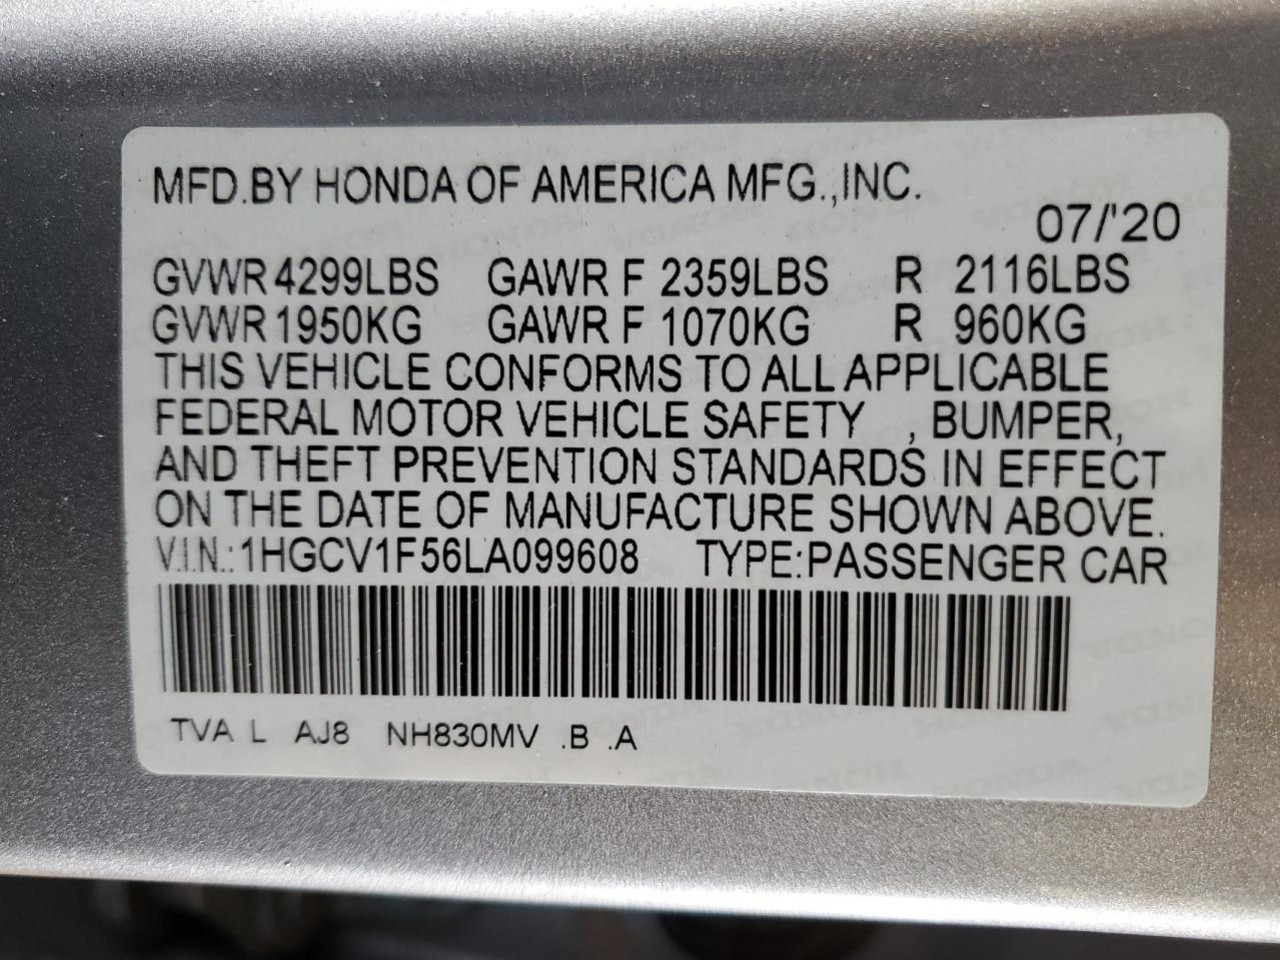 MFD.BY HONDA OF AMERICA MFG.,INC.
07/'20
GVWR 4299LBS GAWR F 2359LBS R 2116LBS
GVWR 1950KG GAWR F 1070KG R 960KG
THIS VEHICLE CONFORMS TO ALL APPLICABLE
FEDERAL MOTOR VEHICLE SAFETY , BUMPER,
AND THEFT PREVENTION STANDARDS IN EFFECT
ON THE DATE OF MANUFACTURE SHOWN ABOVE.
V.I.N.: 1HGCV1F56LA099608 TYPE:PASSENGER CAR
TVA L AJ8 NH830MV .B .A